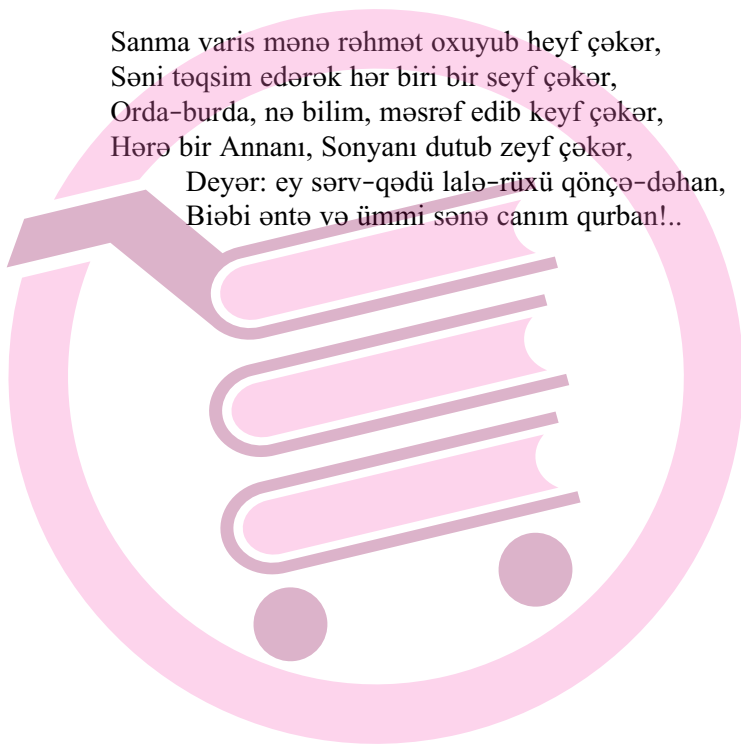 Sanma varis mənə rəhmət oxuyub heyf çəkər,
Səni təqsim edərək hər biri bir seyf çəkər,
Orda-burda, nə bilim, məsrəf edib keyf çəkər,
Hərə bir Annanı, Sonyanı dutub zeyf çəkər,
Deyər: ey sərv-qədü lalə-rüxü qönçə-dəhan,
Biəbi əntə və ümmi sənə canım qurban!..